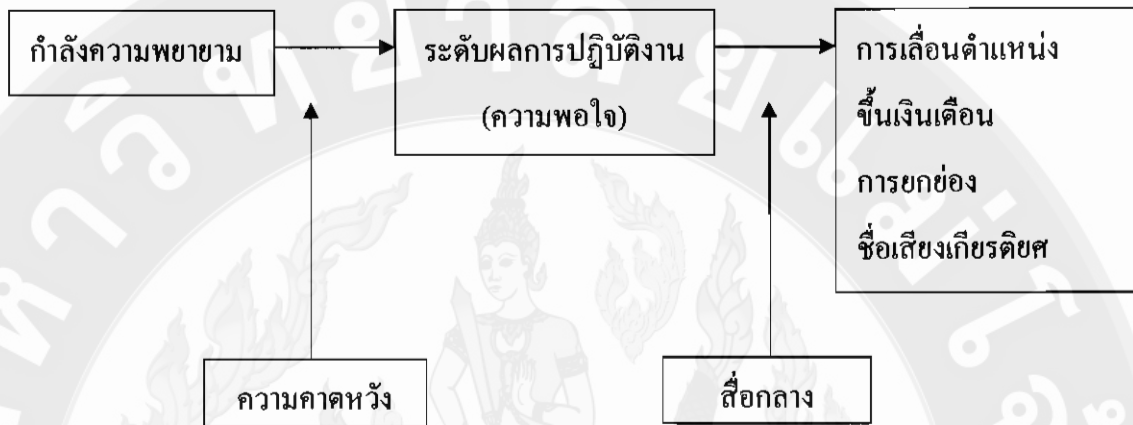 กำลังความพยายาม
ระดับผลการปฏิบัติงาน
(ความพอใจ)
การเลื่อนตำแหน่ง
ขึ้นเงินเดือน
การยกย่อง
ชื่อเสียงเกียรติยศ
ความคาดหวัง
สื่อกลาง